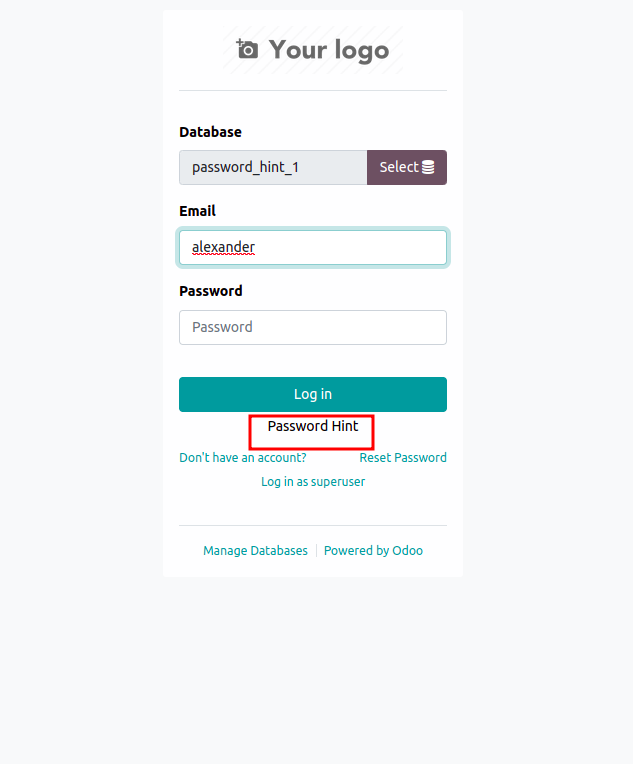 Your logo
Database
password_hint_1 Select
Email
alexander
Password
Password
Log in
Password Hint
Don't have an account? Reset Password
Log in as superuser
Manage Databases Powered by Odoo